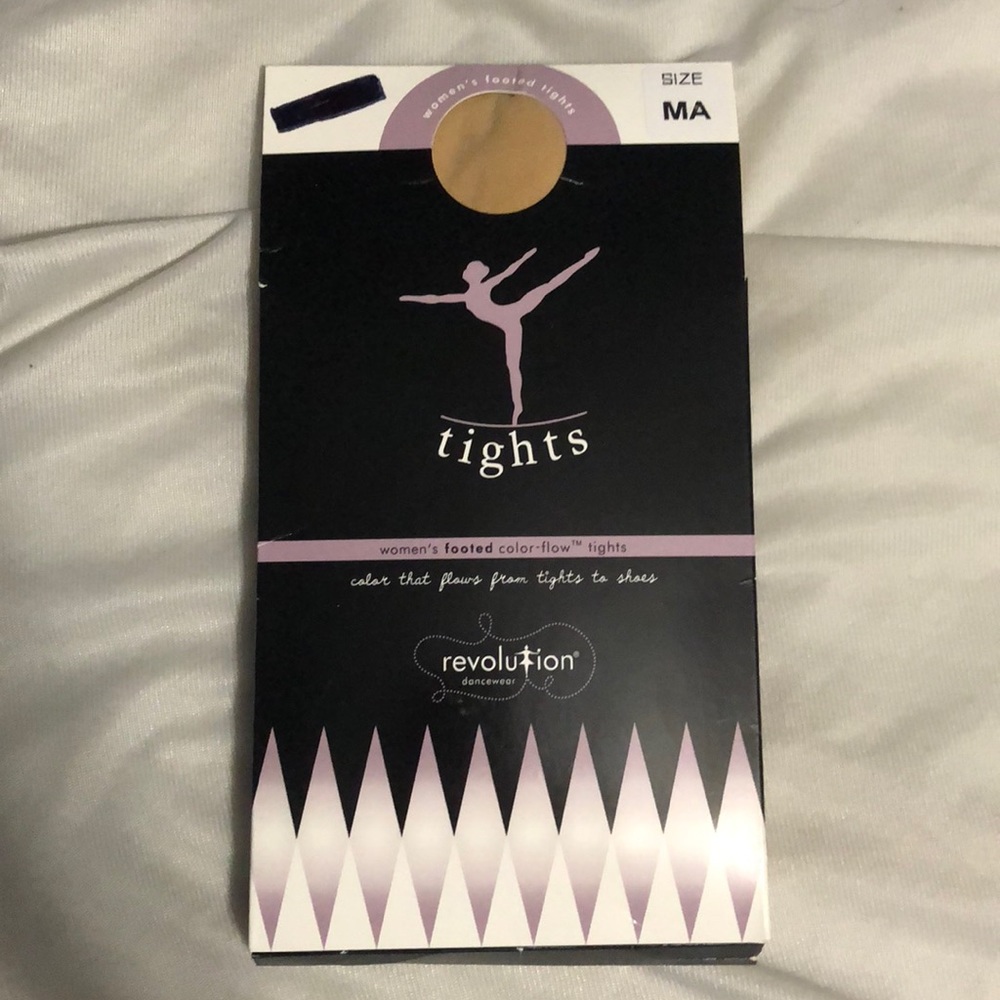 women's footed tights
SIZE
MA
tights
women's footed color-flow™ tights
color that flows from tights to shoes
revolution®
dancewear